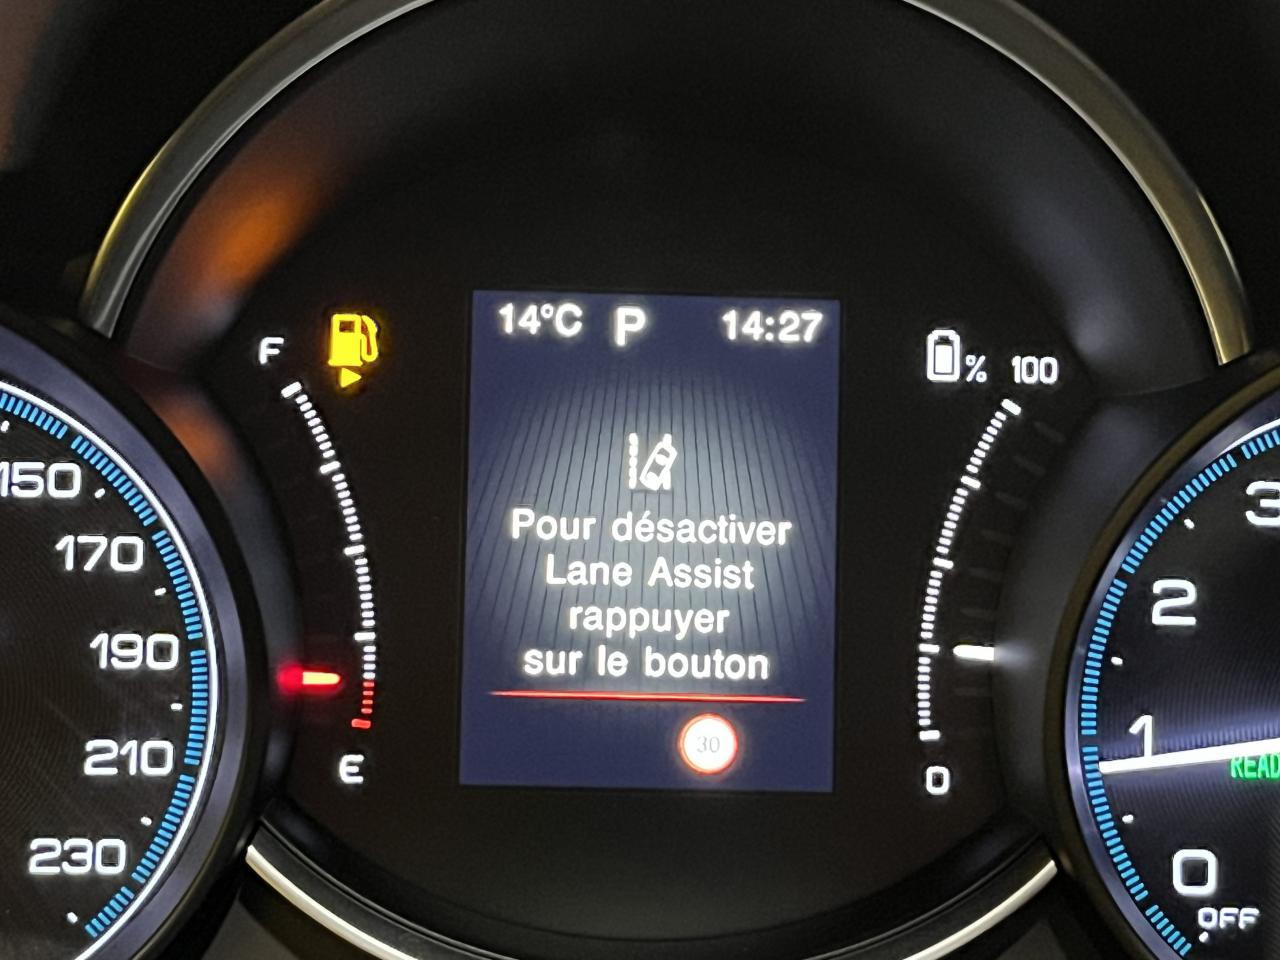 14°C P 14:27
F
% 100
Pour désactiver
Lane Assist
rappuyer
sur le bouton
30
E
0
150
170
190
210
230
3
2
1
READ
0
OFF